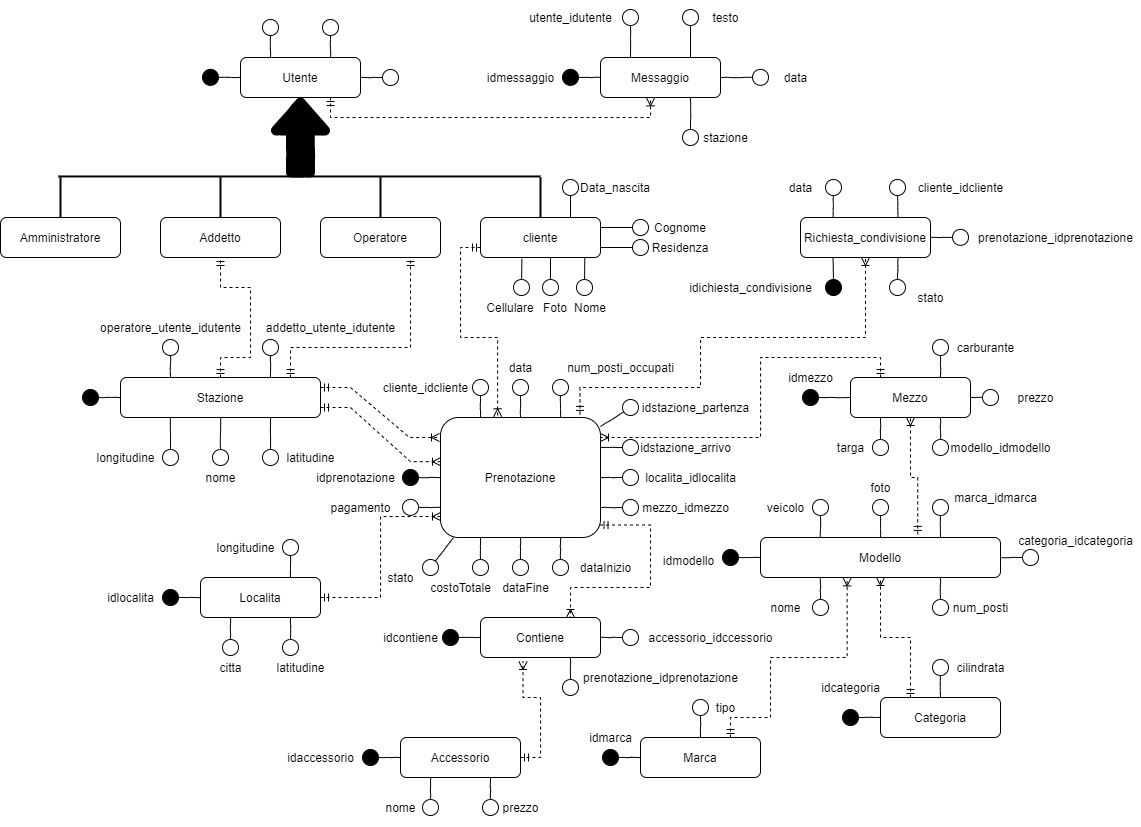 utente_idutente
testo
Utente
idmessaggio
Messaggio
data
stazione
Data_nascita
data
cliente_idcliente
Amministratore
Addetto
Operatore
cliente
Cognome
Residenza
Richiesta_condivisione
prenotazione_idprenotazione
Cellulare
Foto
Nome
idichiesta_condivisione
stato
operatore_utente_idutente
addetto_utente_idutente
carburante
cliente_idcliente
data
num_posti_occupati
idmezzo
Stazione
Mezzo
prezzo
idstazione_partenza
longitudine
nome
latitudine
idstazione_arrivo
targa
modello_idmodello
idprenotazione
Prenotazione
localita_idlocalita
pagamento
mezzo_idmezzo
veicolo
foto
marca_idmarca
longitudine
stato
costoTotale
dataFine
dataInizio
idmodello
Modello
categoria_idcategoria
idlocalita
Localita
nome
num_posti
citta
latitudine
idcontiene
Contiene
accessorio_idccessorio
prenotazione_idprenotazione
cilindrata
idcategoria
Categoria
tipo
idmarca
Marca
idaccessorio
Accessorio
nome
prezzo